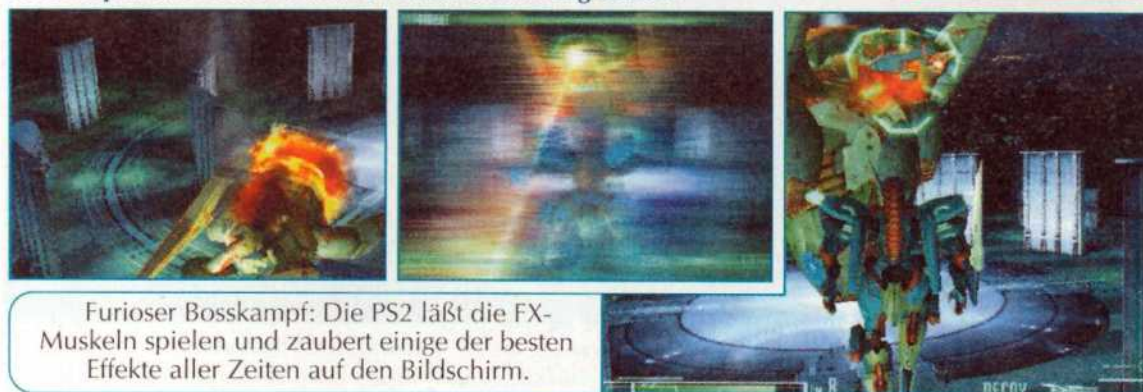 Furioser Bosskampf: Die PS2 läßt die FX-
Muskeln spielen und zaubert einige der besten
Effekte aller Zeiten auf den Bildschirm.
DECOY